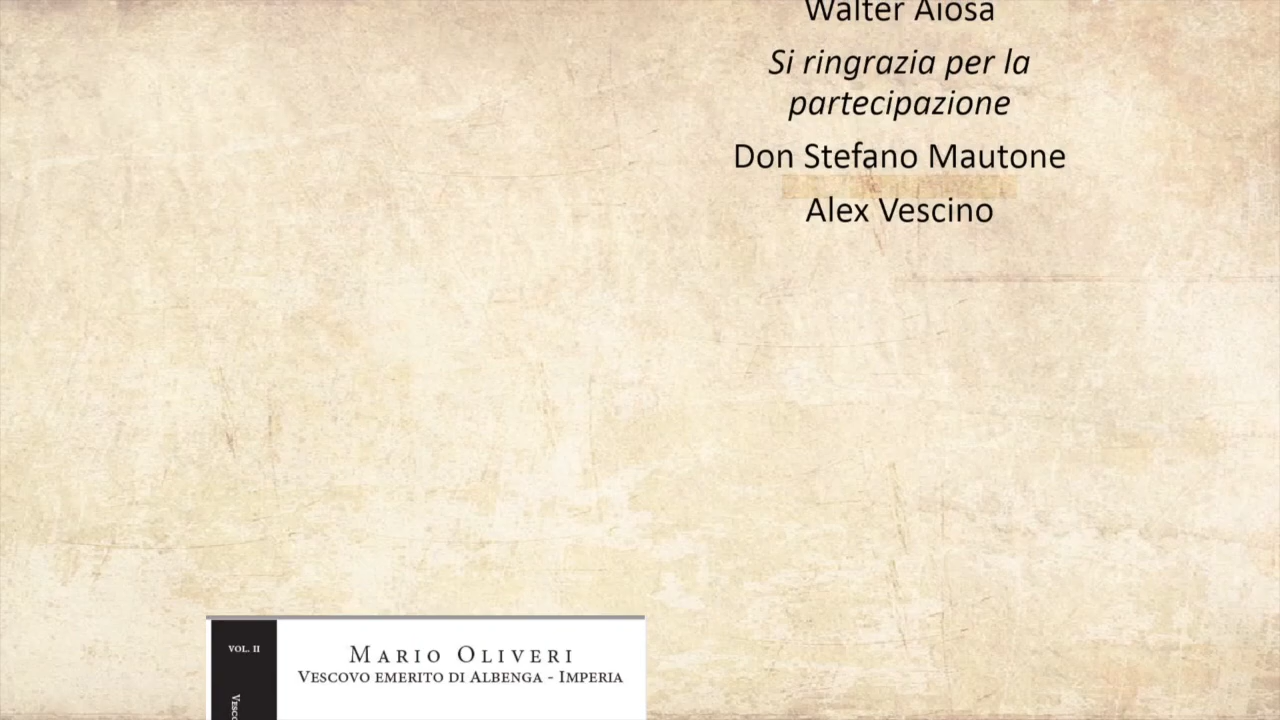 Walter Aiosa
Si ringrazia per la
partecipazione
Don Stefano Mautone
Alex Vescino
VOL. II
Mario Oliveri
Vescovo emerito di Albenga - Imperia